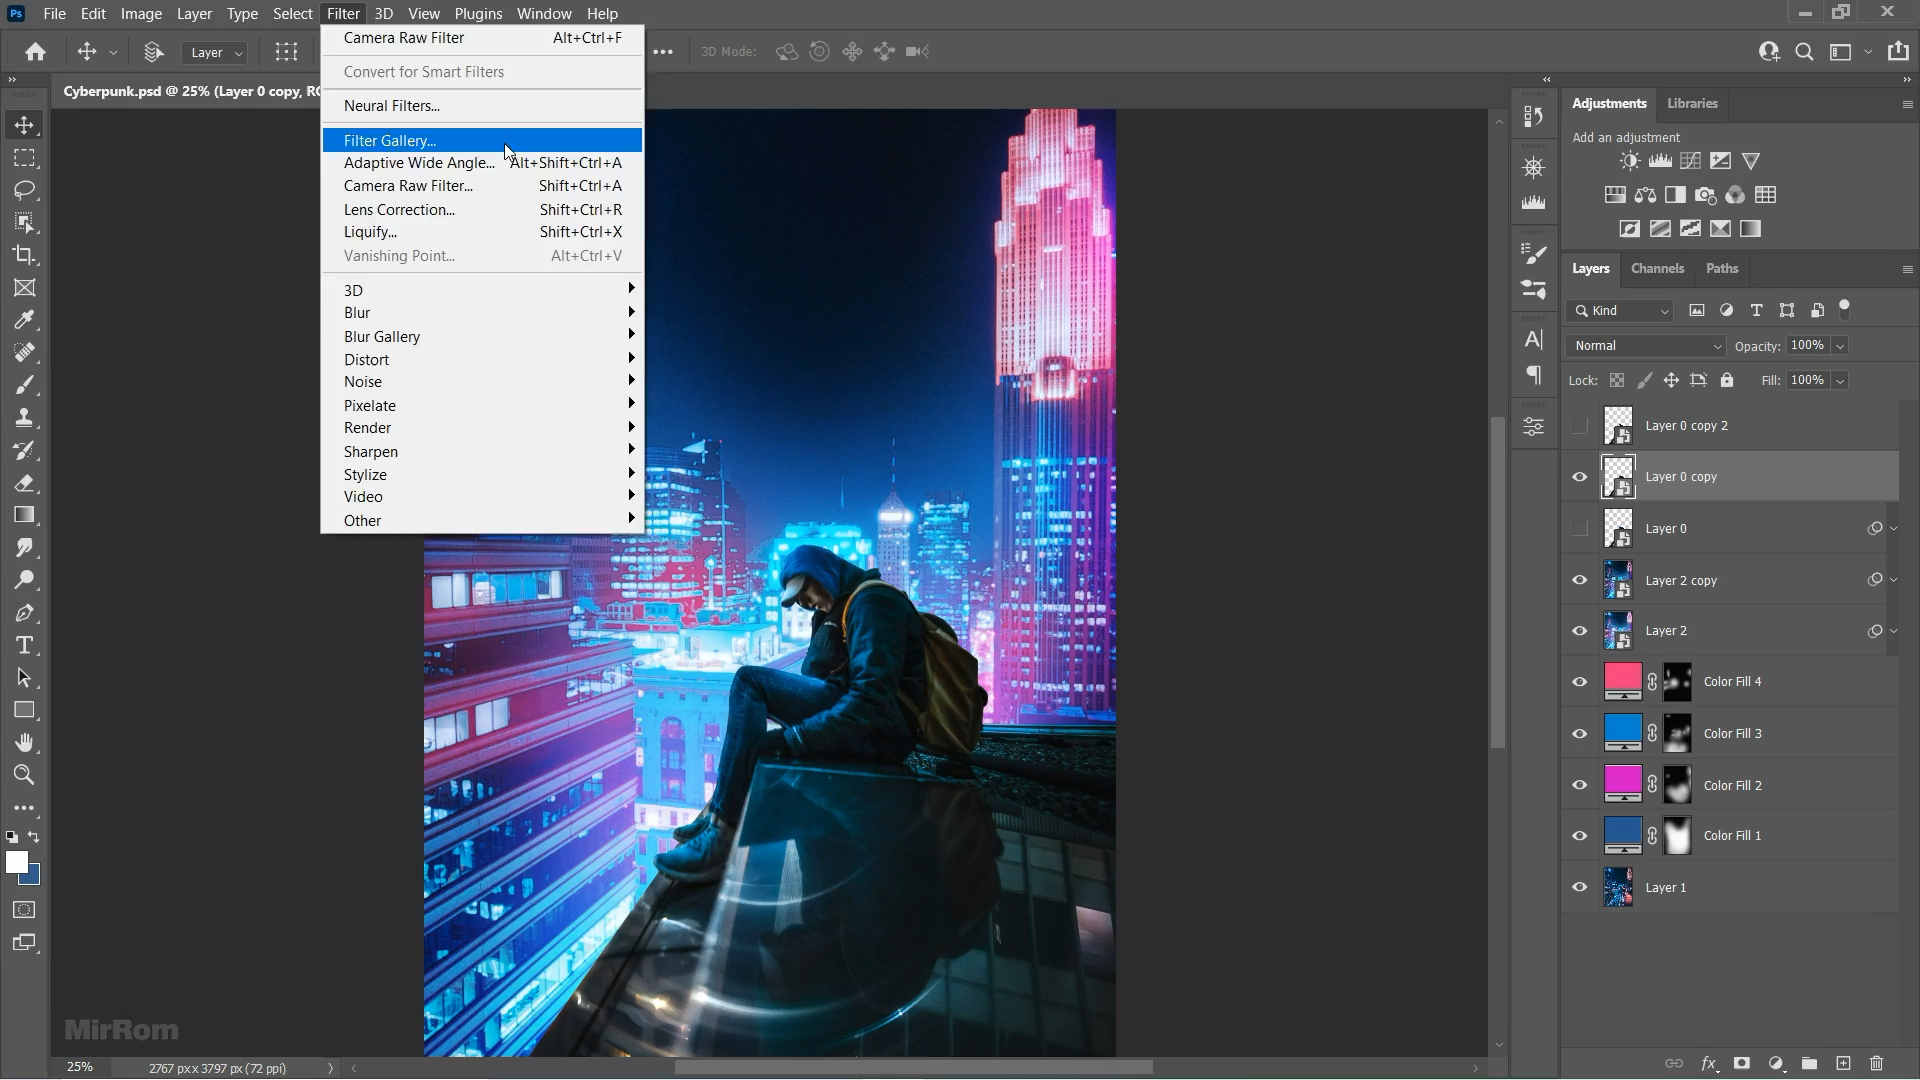 Ps File Edit Image Layer Type Select Filter 3D View Plugins Window Help
Layer
3D Mode:
Cyberpunk.psd @ 25% (Layer 0 copy, RG
Camera Raw Filter Alt+Ctrl+F
Convert for Smart Filters
Neural Filters...
Filter Gallery...
Adaptive Wide Angle... Alt+Shift+Ctrl+A
Camera Raw Filter... Shift+Ctrl+A
Lens Correction... Shift+Ctrl+R
Liquify... Shift+Ctrl+X
Vanishing Point... Alt+Ctrl+V
3D
Blur
Blur Gallery
Distort
Noise
Pixelate
Render
Sharpen
Stylize
Video
Other
Adjustments Libraries
Add an adjustment
Layers Channels Paths
Kind
Normal Opacity: 100%
Lock: Fill: 100%
Layer 0 copy 2
Layer 0 copy
Layer 0
Layer 2 copy
Layer 2
Color Fill 4
Color Fill 3
Color Fill 2
Color Fill 1
Layer 1
MirRom
25% 2767 px x 3797 px (72 ppi)